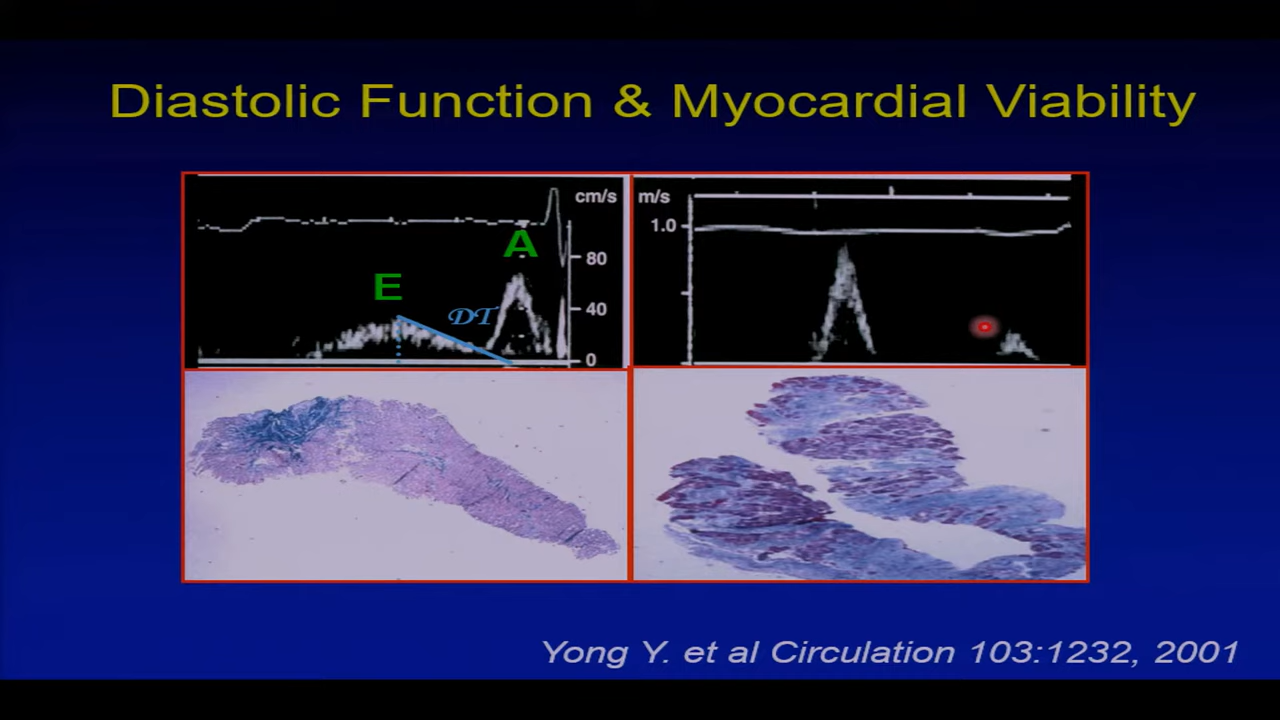 Diastolic Function & Myocardial Viability
cm/s
m/s
1.0
A
80
E
DT
40
0
Yong Y. et al Circulation 103:1232, 2001